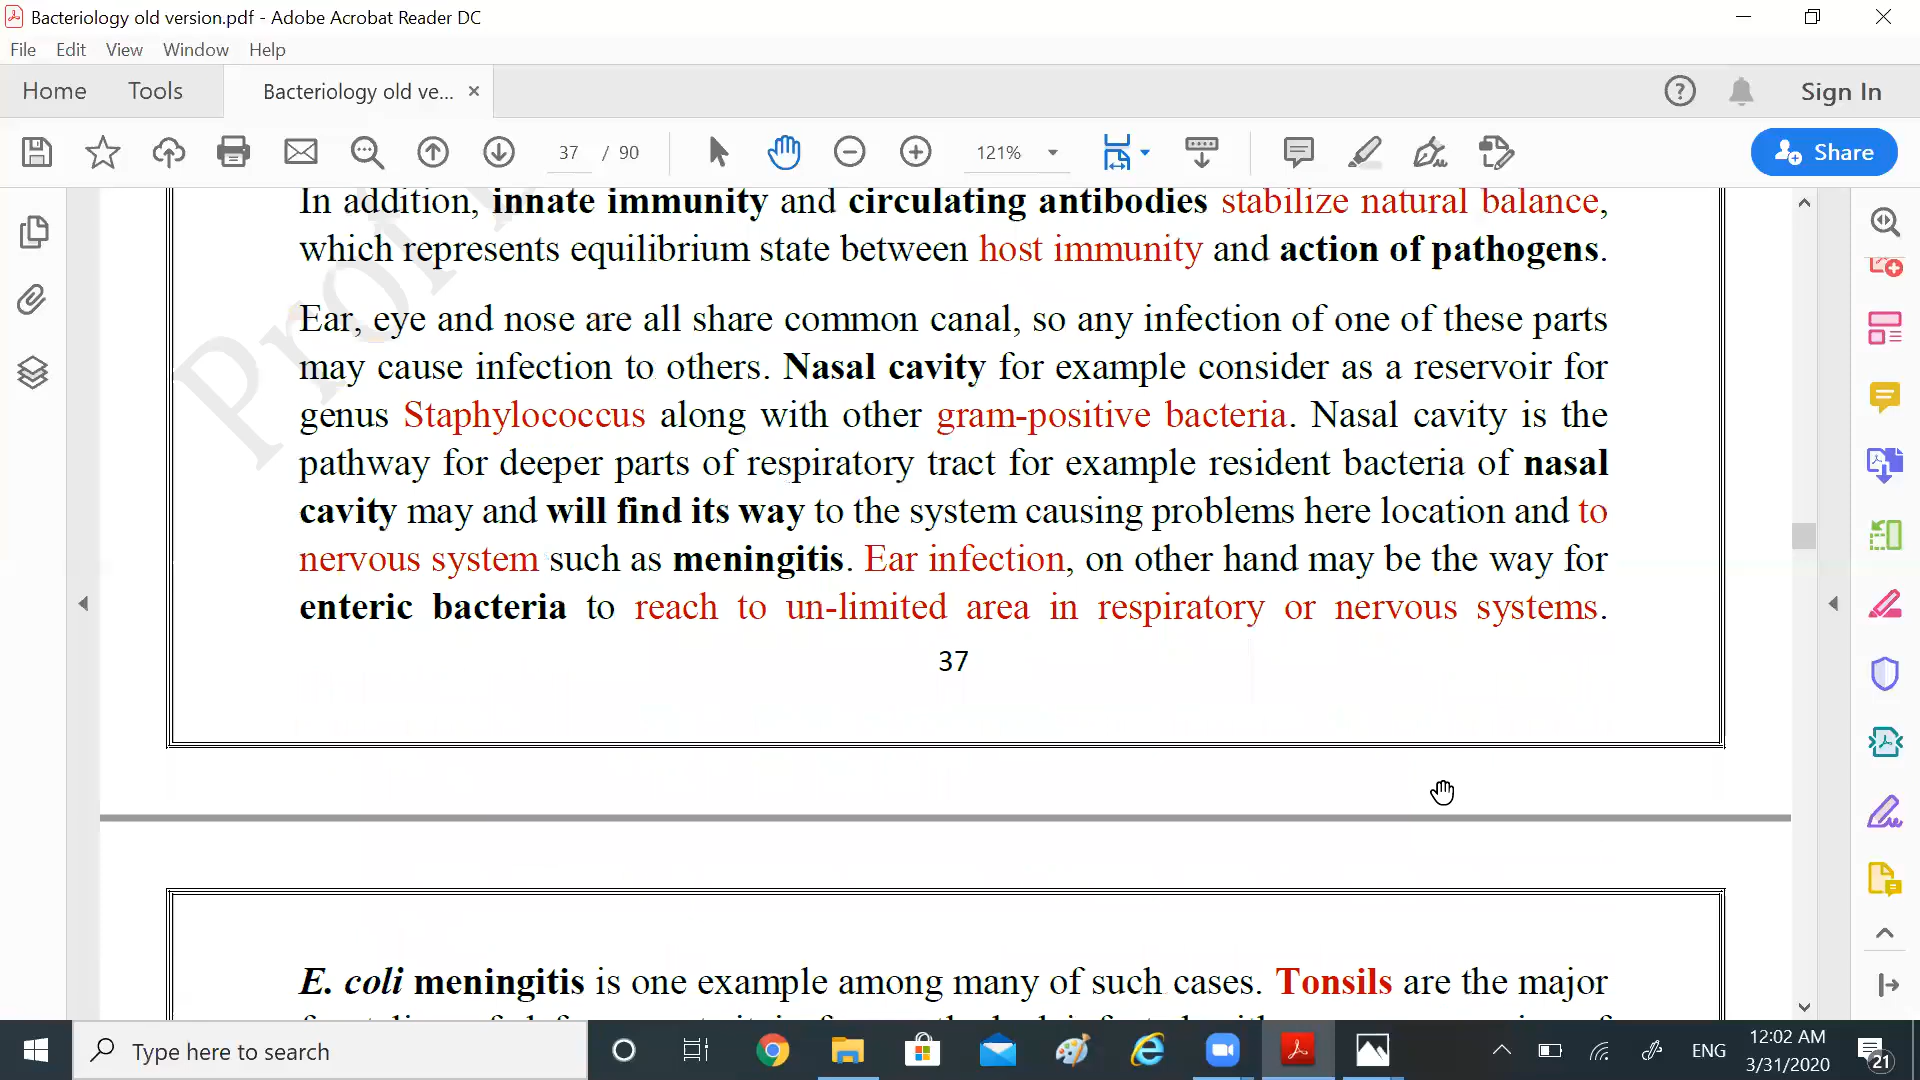 Bacteriology old version.pdf - Adobe Acrobat Reader DC
File Edit View Window Help
Home Tools Bacteriology old ve... × Sign In
37 / 90 121% Share
In addition, innate immunity and circulating antibodies stabilize natural balance,
which represents equilibrium state between host immunity and action of pathogens.
Ear, eye and nose are all share common canal, so any infection of one of these parts
may cause infection to others. Nasal cavity for example consider as a reservoir for
genus Staphylococcus along with other gram-positive bacteria. Nasal cavity is the
pathway for deeper parts of respiratory tract for example resident bacteria of nasal
cavity may and will find its way to the system causing problems here location and to
nervous system such as meningitis. Ear infection, on other hand may be the way for
enteric bacteria to reach to un-limited area in respiratory or nervous systems.
37
Prof
E. coli meningitis is one example among many of such cases. Tonsils are the major
Type here to search
ENG
12:02 AM
3/31/2020
21